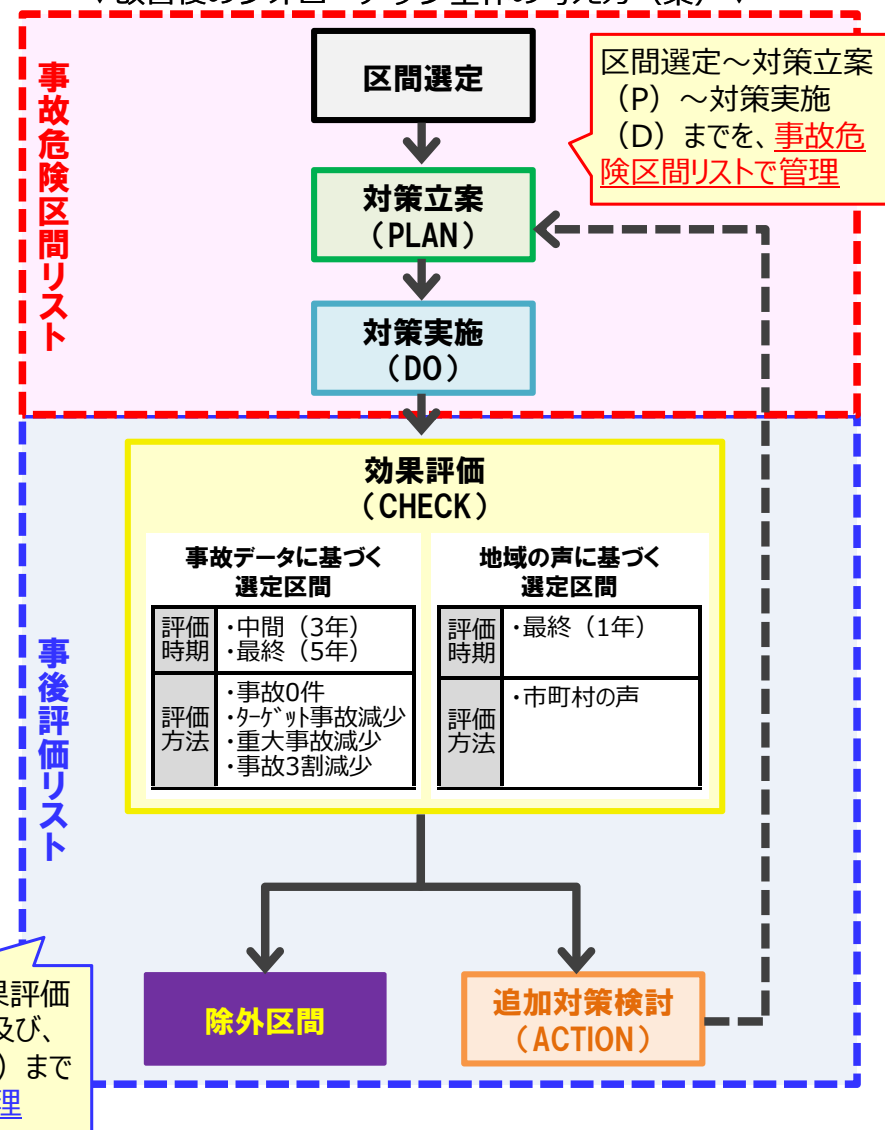 区間選定
区間選定～対策立案
（P）～対策実施
（D）までを、事故危
険区間リストで管理
事故危険区間リスト
対策立案
（PLAN）
対策実施
（DO）
効果評価
（CHECK）
事故データに基づく
選定区間
評価
時期
・中間（3年）
・最終（5年）
評価
方法
・事故0件
・ﾀｰｹﾞｯﾄ事故減少
・重大事故減少
・事故3割減少
地域の声に基づく
選定区間
評価
時期
・最終（1年）
評価
方法
・市町村の声
事後評価リスト
除外区間
追加対策検討
（ACTION）
果評価
及び、
）まで
理